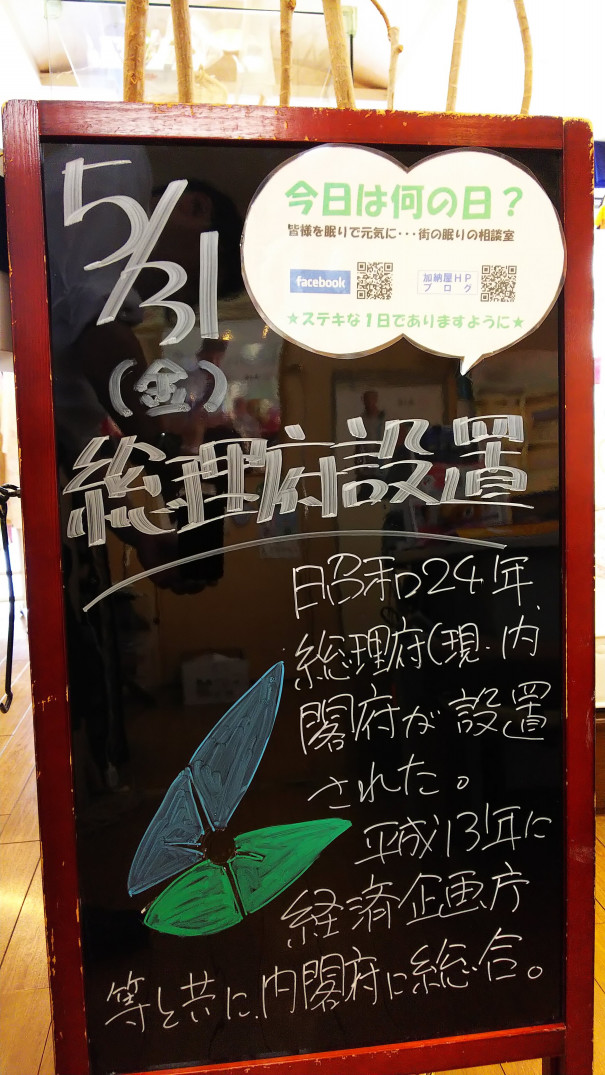 5/31
(金)
今日は何の日？
皆様を眠りで元気に･･･街の眠りの相談室
facebook
加納屋HP
ブログ
★ステキな1日でありますように★
総理府設置
日昭和24年、
総理府(現･内
閣府が設置
された。
平成13年に
経済企画庁
等と共に、内閣府に総合。